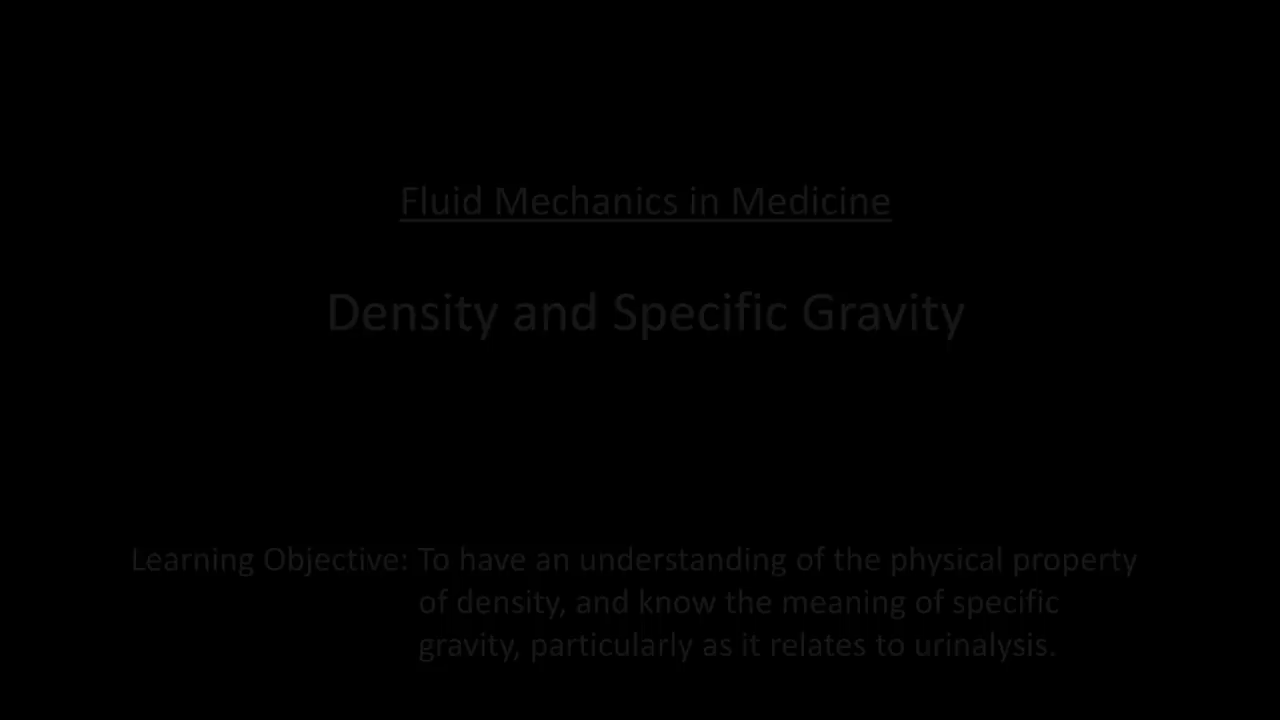 Fluid Mechanics in Medicine
Density and Specific Gravity
Learning Objective: To have an understanding of the physical property
of density, and know the meaning of specific
gravity, particularly as it relates to urinalysis.